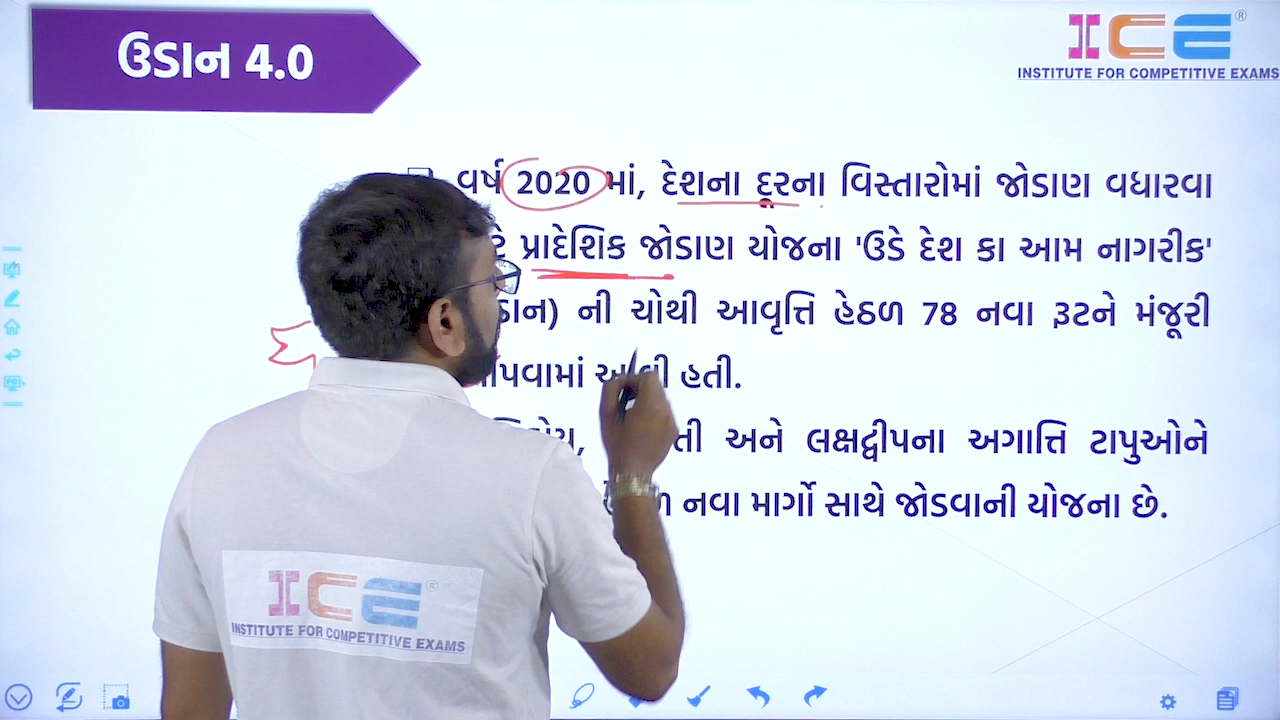 ઉડાન 4.0
ICE®
INSTITUTE FOR COMPETITIVE EXAMS
વર્ષ 2020 માં, દેશના દૂરના વિસ્તારોમાં જોડાણ વધારવા
પ્રાદેશિક જોડાણ યોજના 'ઉડે દેશ કા આમ નાગરીક'
ની ચોથી આવૃત્તિ હેઠળ 78 નવા રૂટને મંજૂરી
હતી.
અને લક્ષદ્વીપના અગાત્તિ ટાપુઓને
નવા માર્ગો સાથે જોડવાની યોજના છે.
ICE®
INSTITUTE FOR COMPETITIVE EXAMS